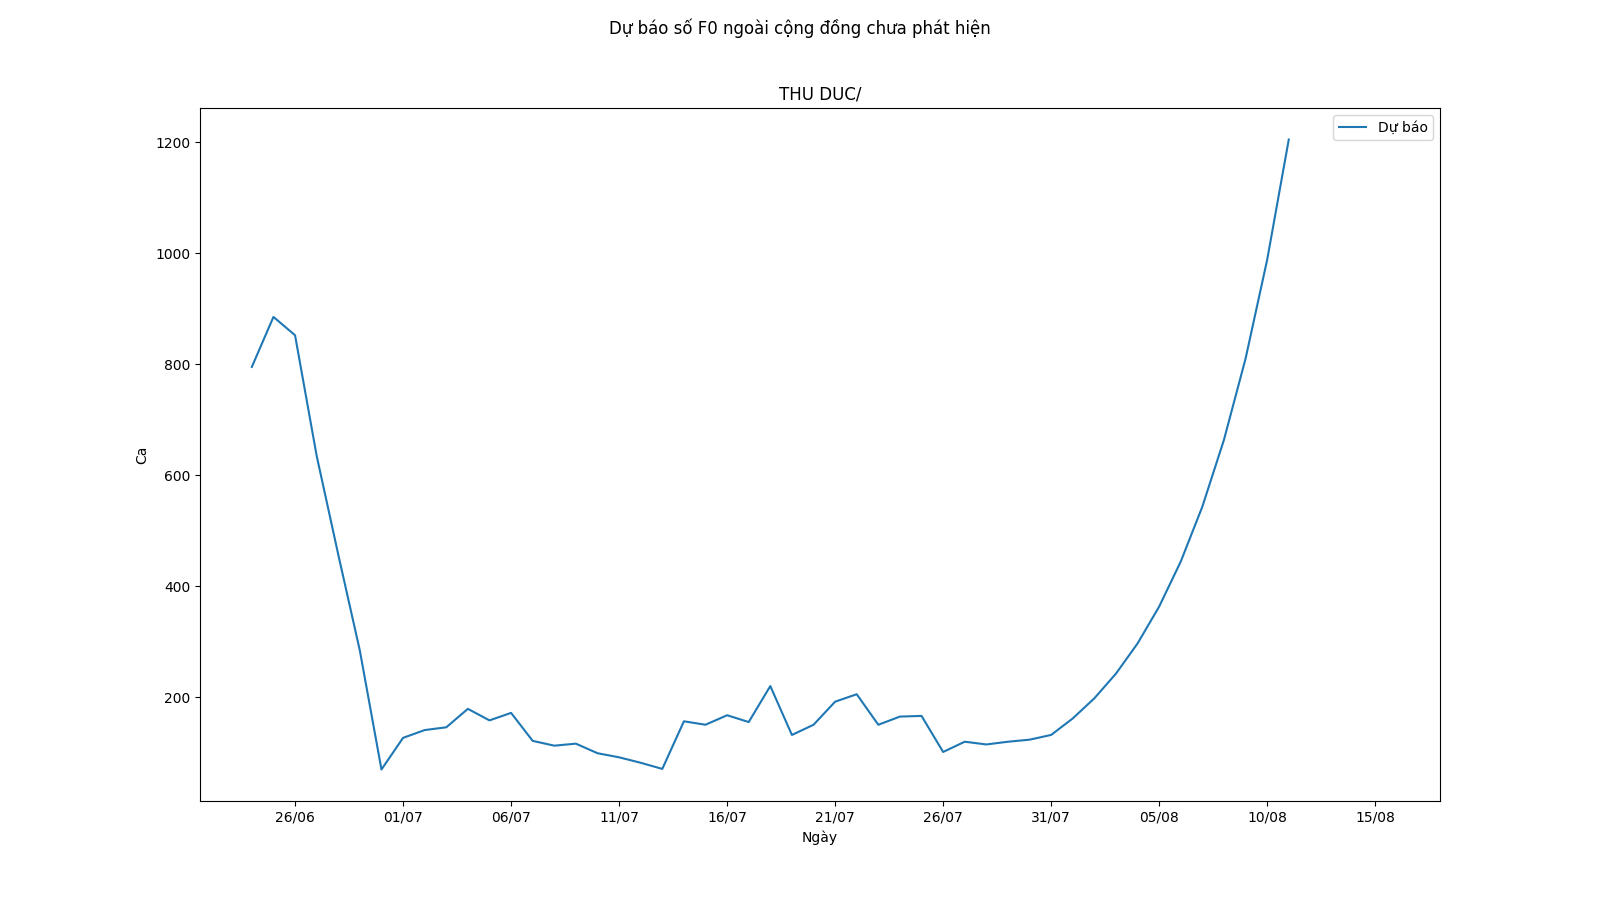 Dự báo số F0 ngoài cộng đồng chưa phát hiện
THU DUC/
Dự báo
1200
1000
800
600
400
200
Ca
26/06 01/07 06/07 11/07 16/07 21/07 26/07 31/07 05/08 10/08 15/08
Ngày